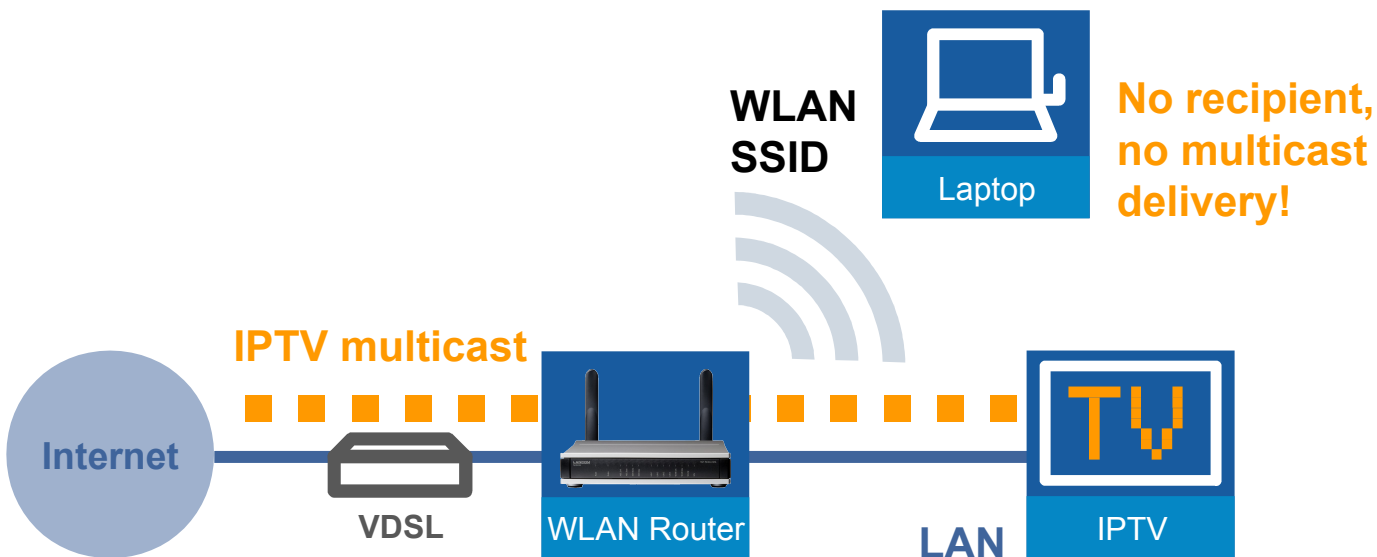 WLAN
SSID
Laptop
No recipient,
no multicast
delivery!
IPTV multicast
Internet
VDSL
WLAN Router
LAN
TV
IPTV